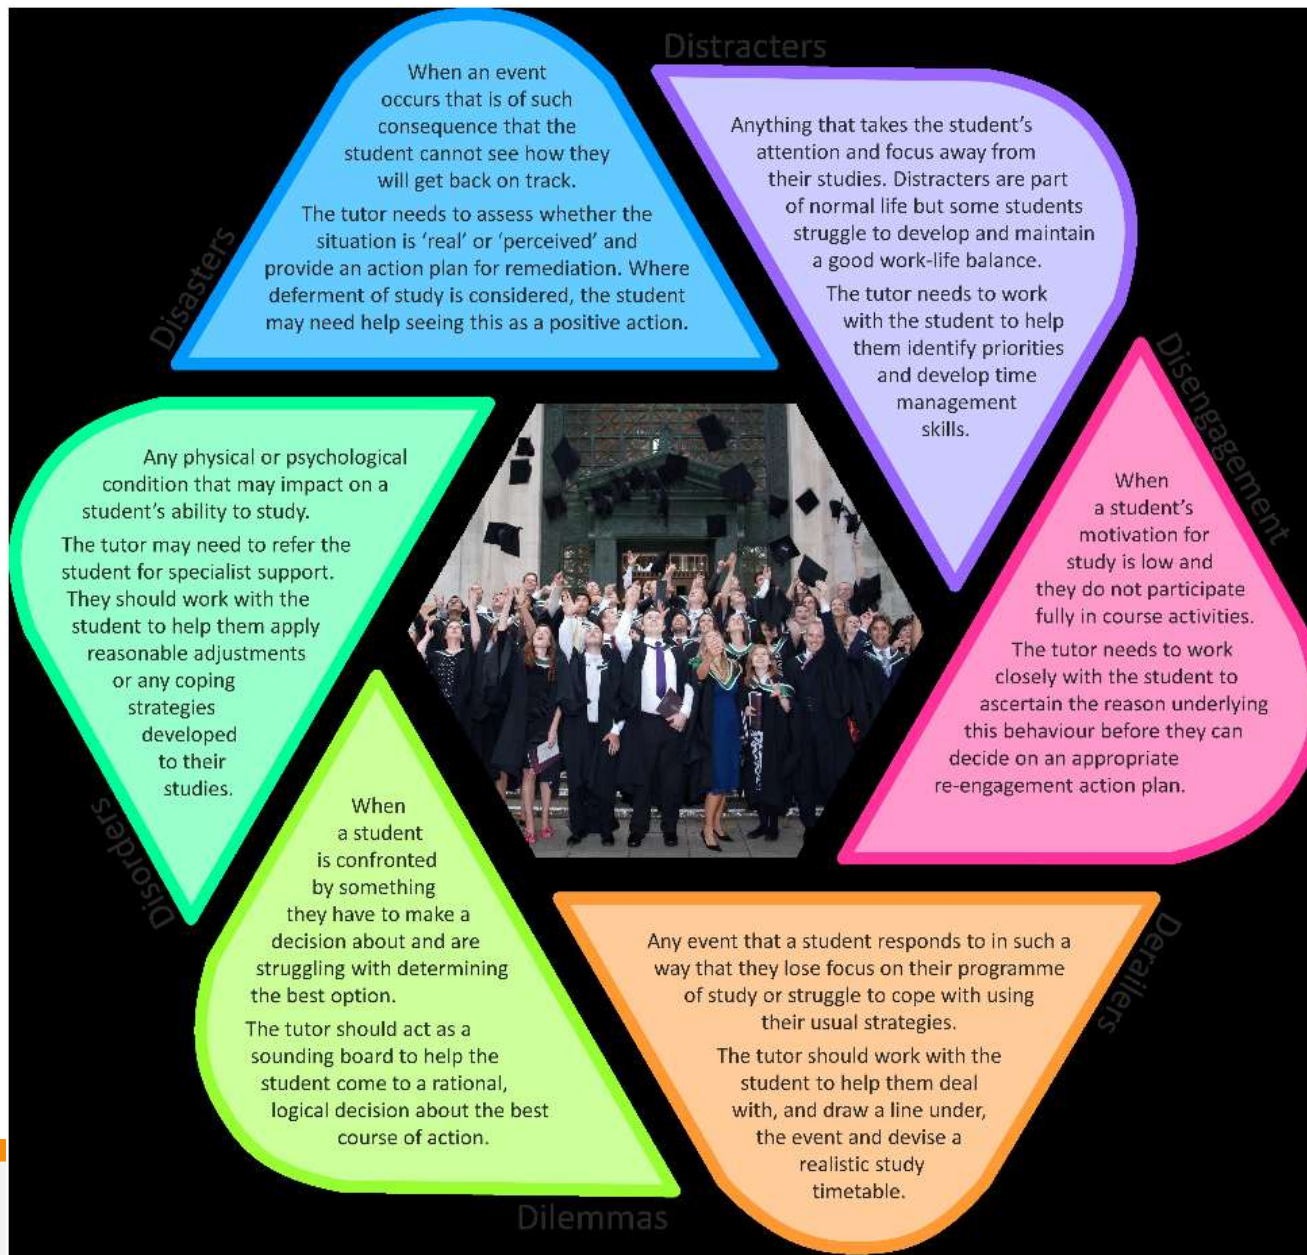 Disasters
When an event
occurs that is of such
consequence that the
student cannot see how they
will get back on track.
The tutor needs to assess whether the
situation is ‘real’ or ‘perceived’ and
provide an action plan for remediation. Where
deferment of study is considered, the student
may need help seeing this as a positive action.
Distracters
Anything that takes the student’s
attention and focus away from
their studies. Distracters are part
of normal life but some students
struggle to develop and maintain
a good work-life balance.
The tutor needs to work
with the student to help
them identify priorities
and develop time
management
skills.
Disengagement
When
a student’s
motivation for
study is low and
they do not participate
fully in course activities.
The tutor needs to work
closely with the student to
ascertain the reason underlying
this behaviour before they can
decide on an appropriate
re-engagement action plan.
Derailers
Any event that a student responds to in such a
way that they lose focus on their programme
of study or struggle to cope with using
their usual strategies.
The tutor should work with the
student to help them deal
with, and draw a line under,
the event and devise a
realistic study
timetable.
Dilemmas
When
a student
is confronted
by something
they have to make a
decision about and are
struggling with determining
the best option.
The tutor should act as a
sounding board to help the
student come to a rational,
logical decision about the best
course of action.
Disorders
Any physical or psychological
condition that may impact on a
student’s ability to study.
The tutor may need to refer the
student for specialist support.
They should work with the
student to help them apply
reasonable adjustments
or any coping
strategies
developed
to their
studies.